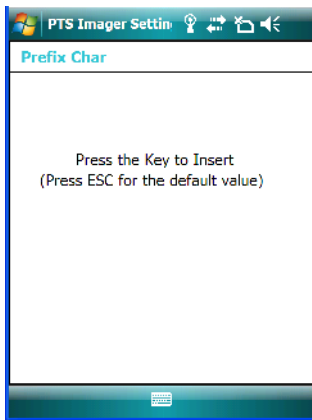 PTS Imager Settin
Prefix Char
Press the Key to Insert
(Press ESC for the default value)